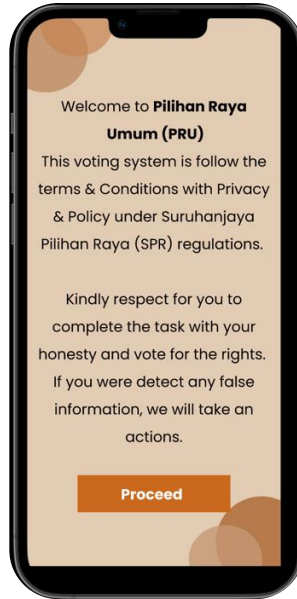 Welcome to Pilihan Raya
Umum (PRU)
This voting system is follow the
terms & Conditions with Privacy
& Policy under Suruhanjaya
Pilihan Raya (SPR) regulations.
Kindly respect for you to
complete the task with your
honesty and vote for the rights.
If you were detect any false
information, we will take an
actions.
Proceed